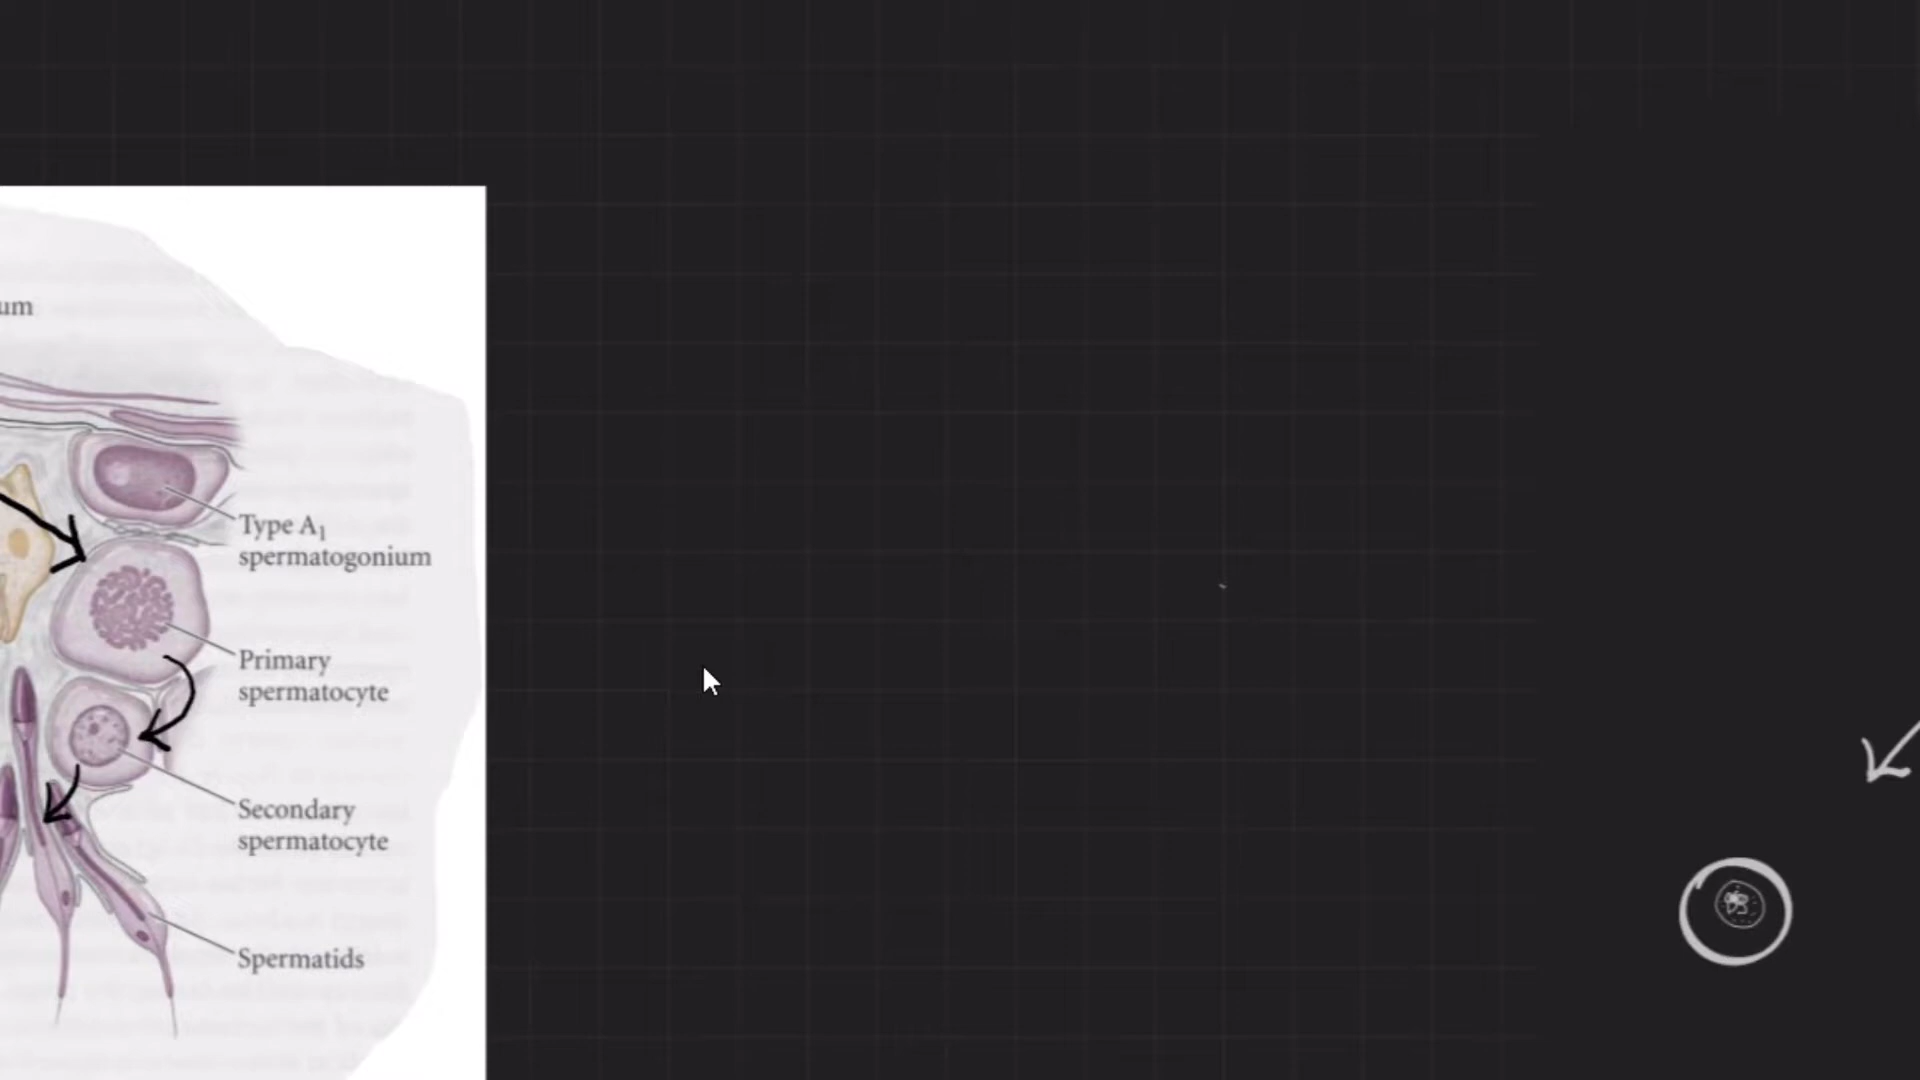 um
Type A₁
spermatogonium
Primary
spermatocyte
Secondary
spermatocyte
Spermatids